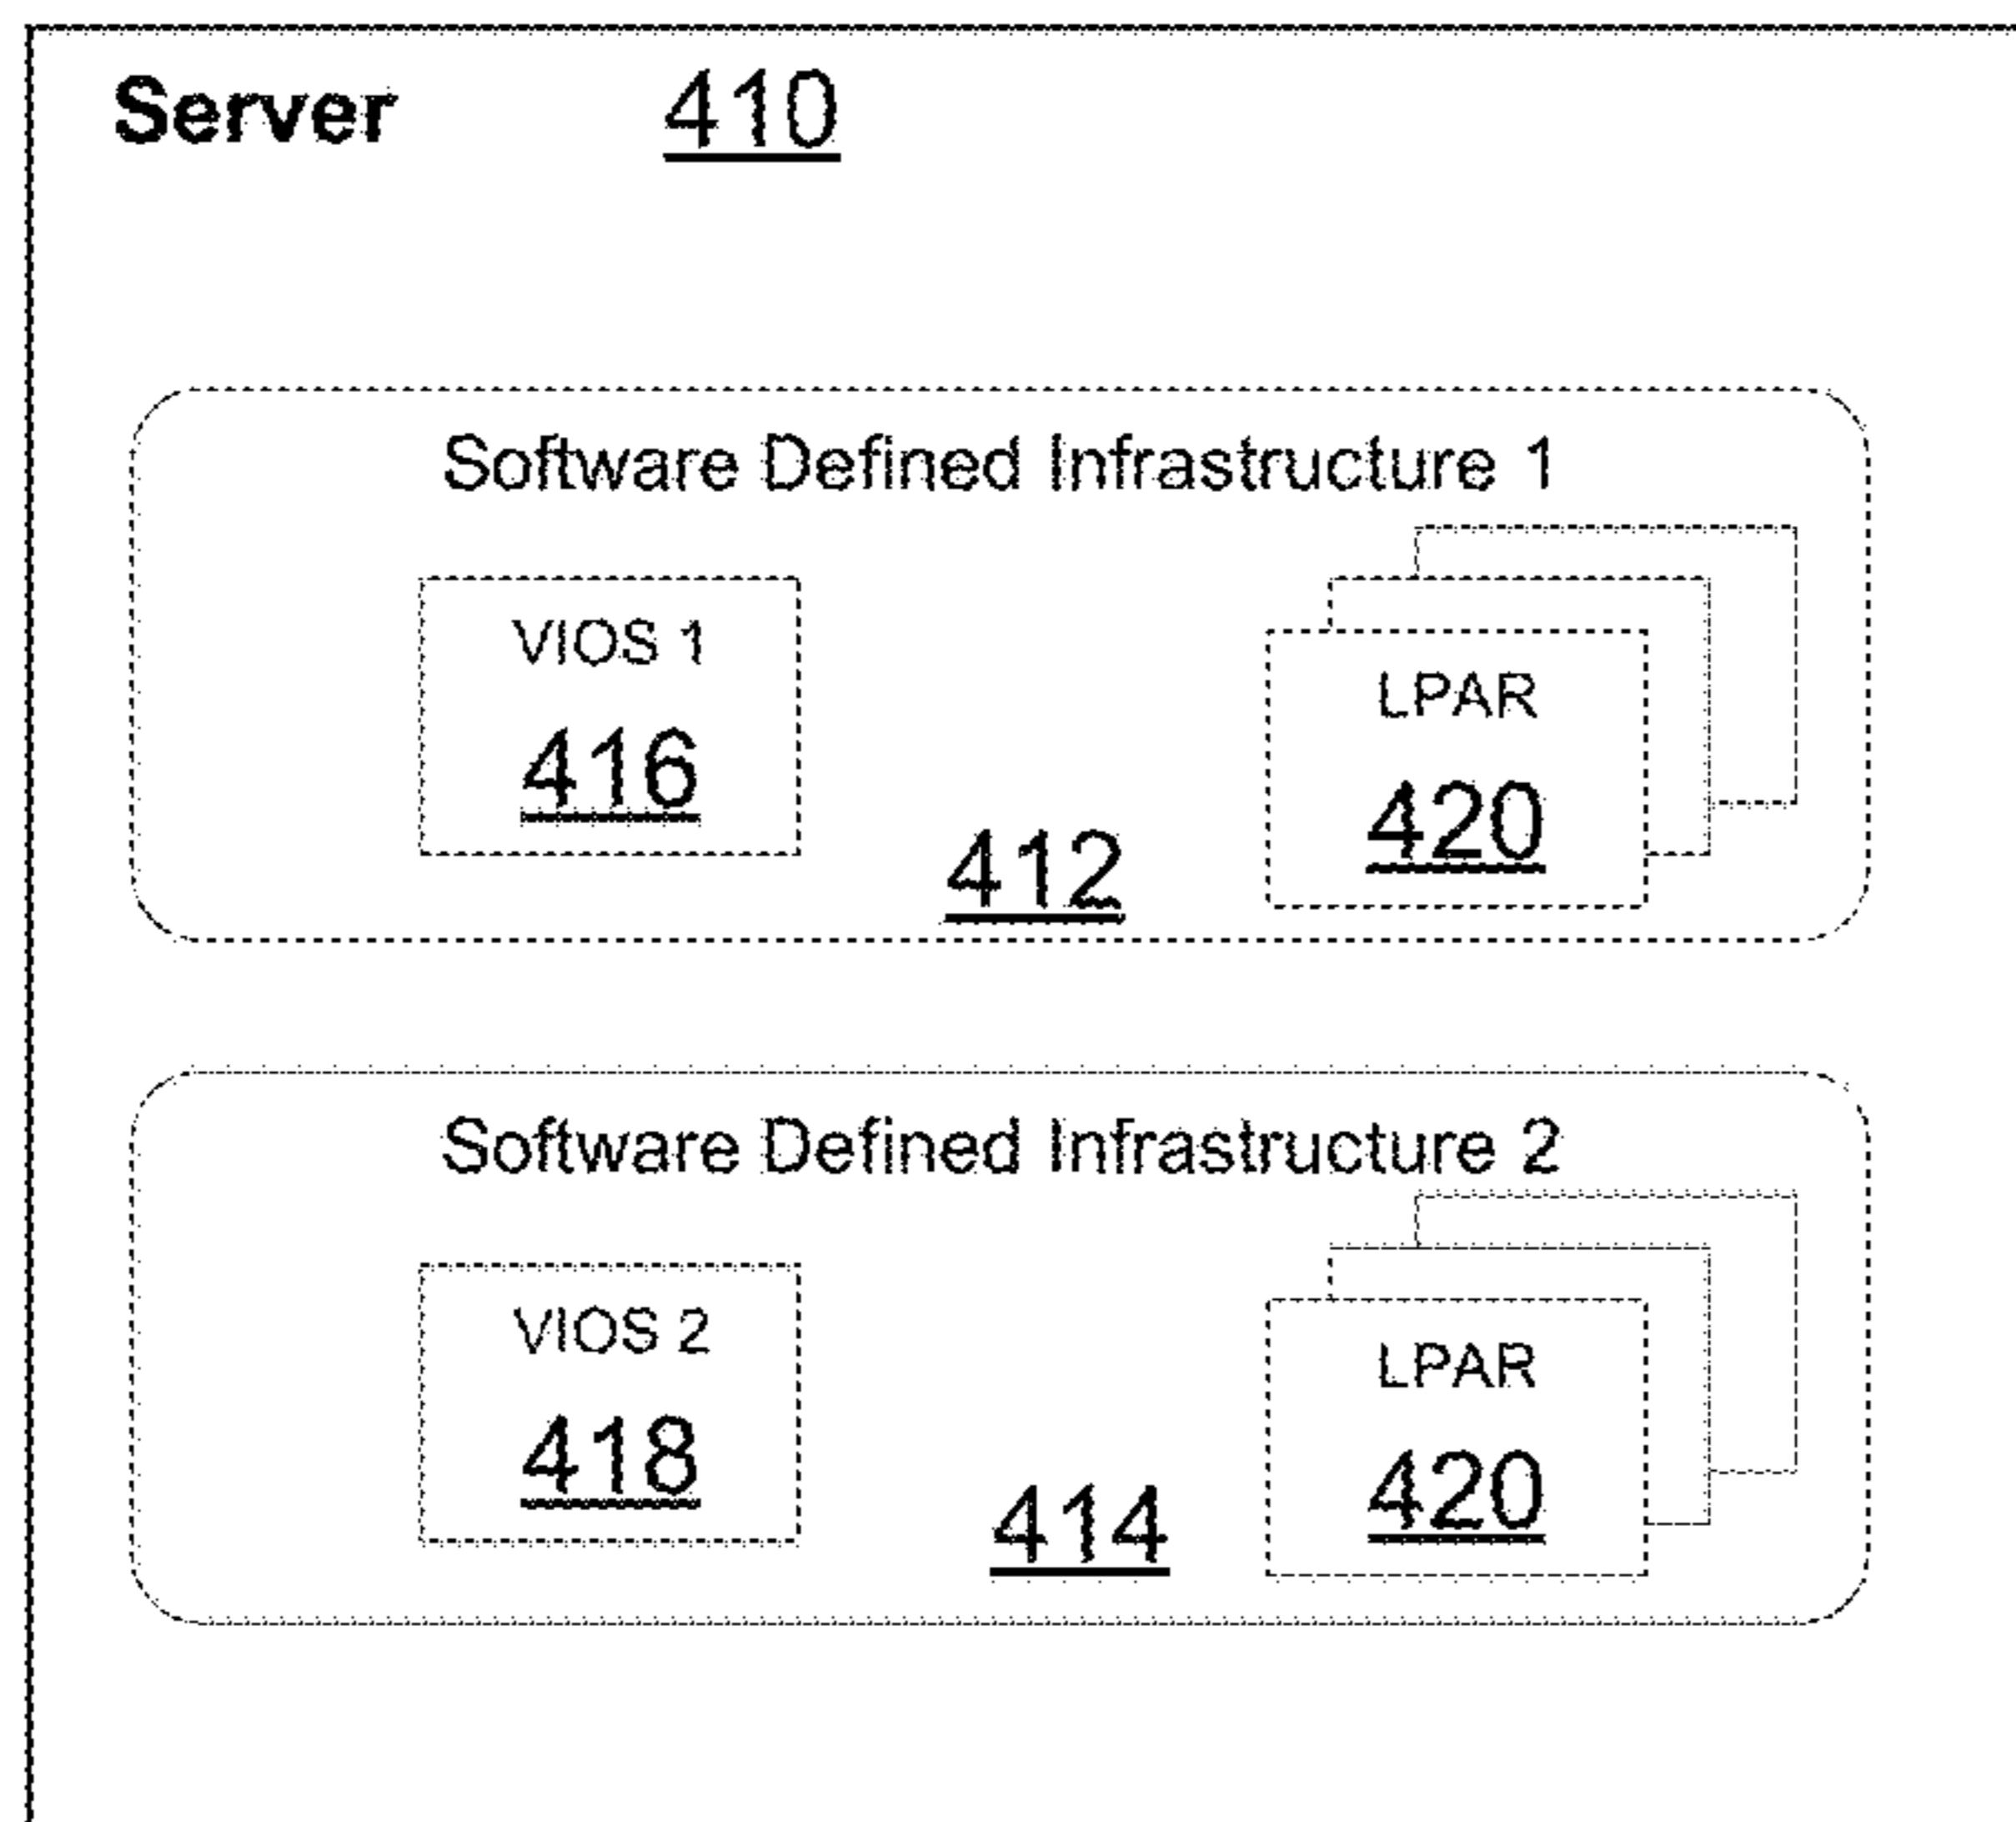 Server 410
Software Defined Infrastructure 1
VIOS 1
416
LPAR
420
412
Software Defined Infrastructure 2
VIOS 2
418
LPAR
420
414